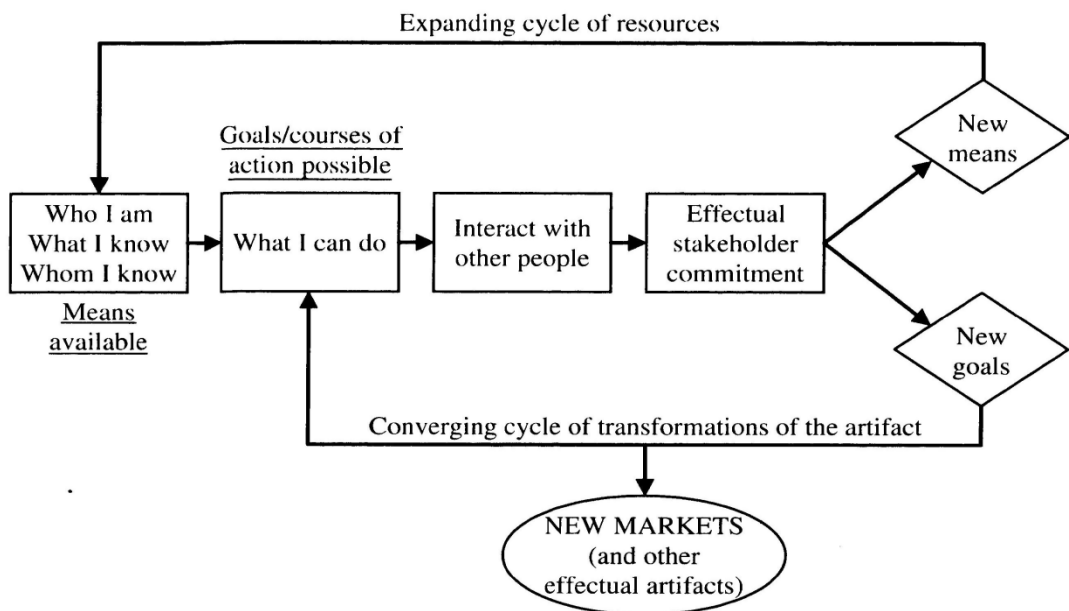 Expanding cycle of resources
Goals/courses of
action possible
New
means
Who I am
What I know
Whom I know
What I can do
Interact with
other people
Effectual
stakeholder
commitment
Means
available
New
goals
Converging cycle of transformations of the artifact
NEW MARKETS
(and other
effectual artifacts)